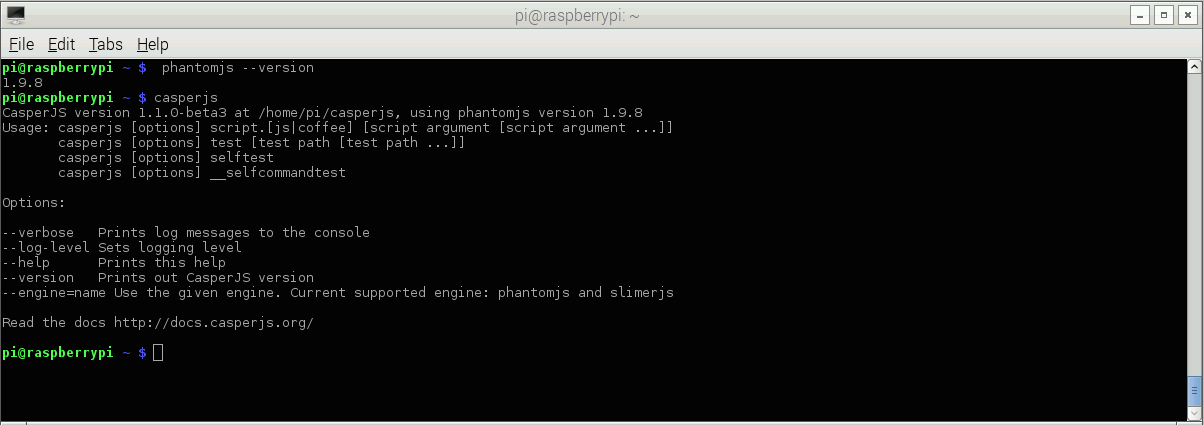 pi@raspberrypi: ~
File Edit Tabs Help
pi@raspberrypi ~ $  phantomjs --version
1.9.8
pi@raspberrypi ~ $ casperjs
CasperJS version 1.1.0-beta3 at /home/pi/casperjs, using phantomjs version 1.9.8
Usage: casperjs [options] script.[js|coffee] [script argument [script argument ...]]
       casperjs [options] test [test path [test path ...]]
       casperjs [options] selftest
       casperjs [options] __selfcommandtest
Options:
--verbose   Prints log messages to the console
--log-level Sets logging level
--help      Prints this help
--version   Prints out CasperJS version
--engine=name Use the given engine. Current supported engine: phantomjs and slimerjs
Read the docs http://docs.casperjs.org/
pi@raspberrypi ~ $